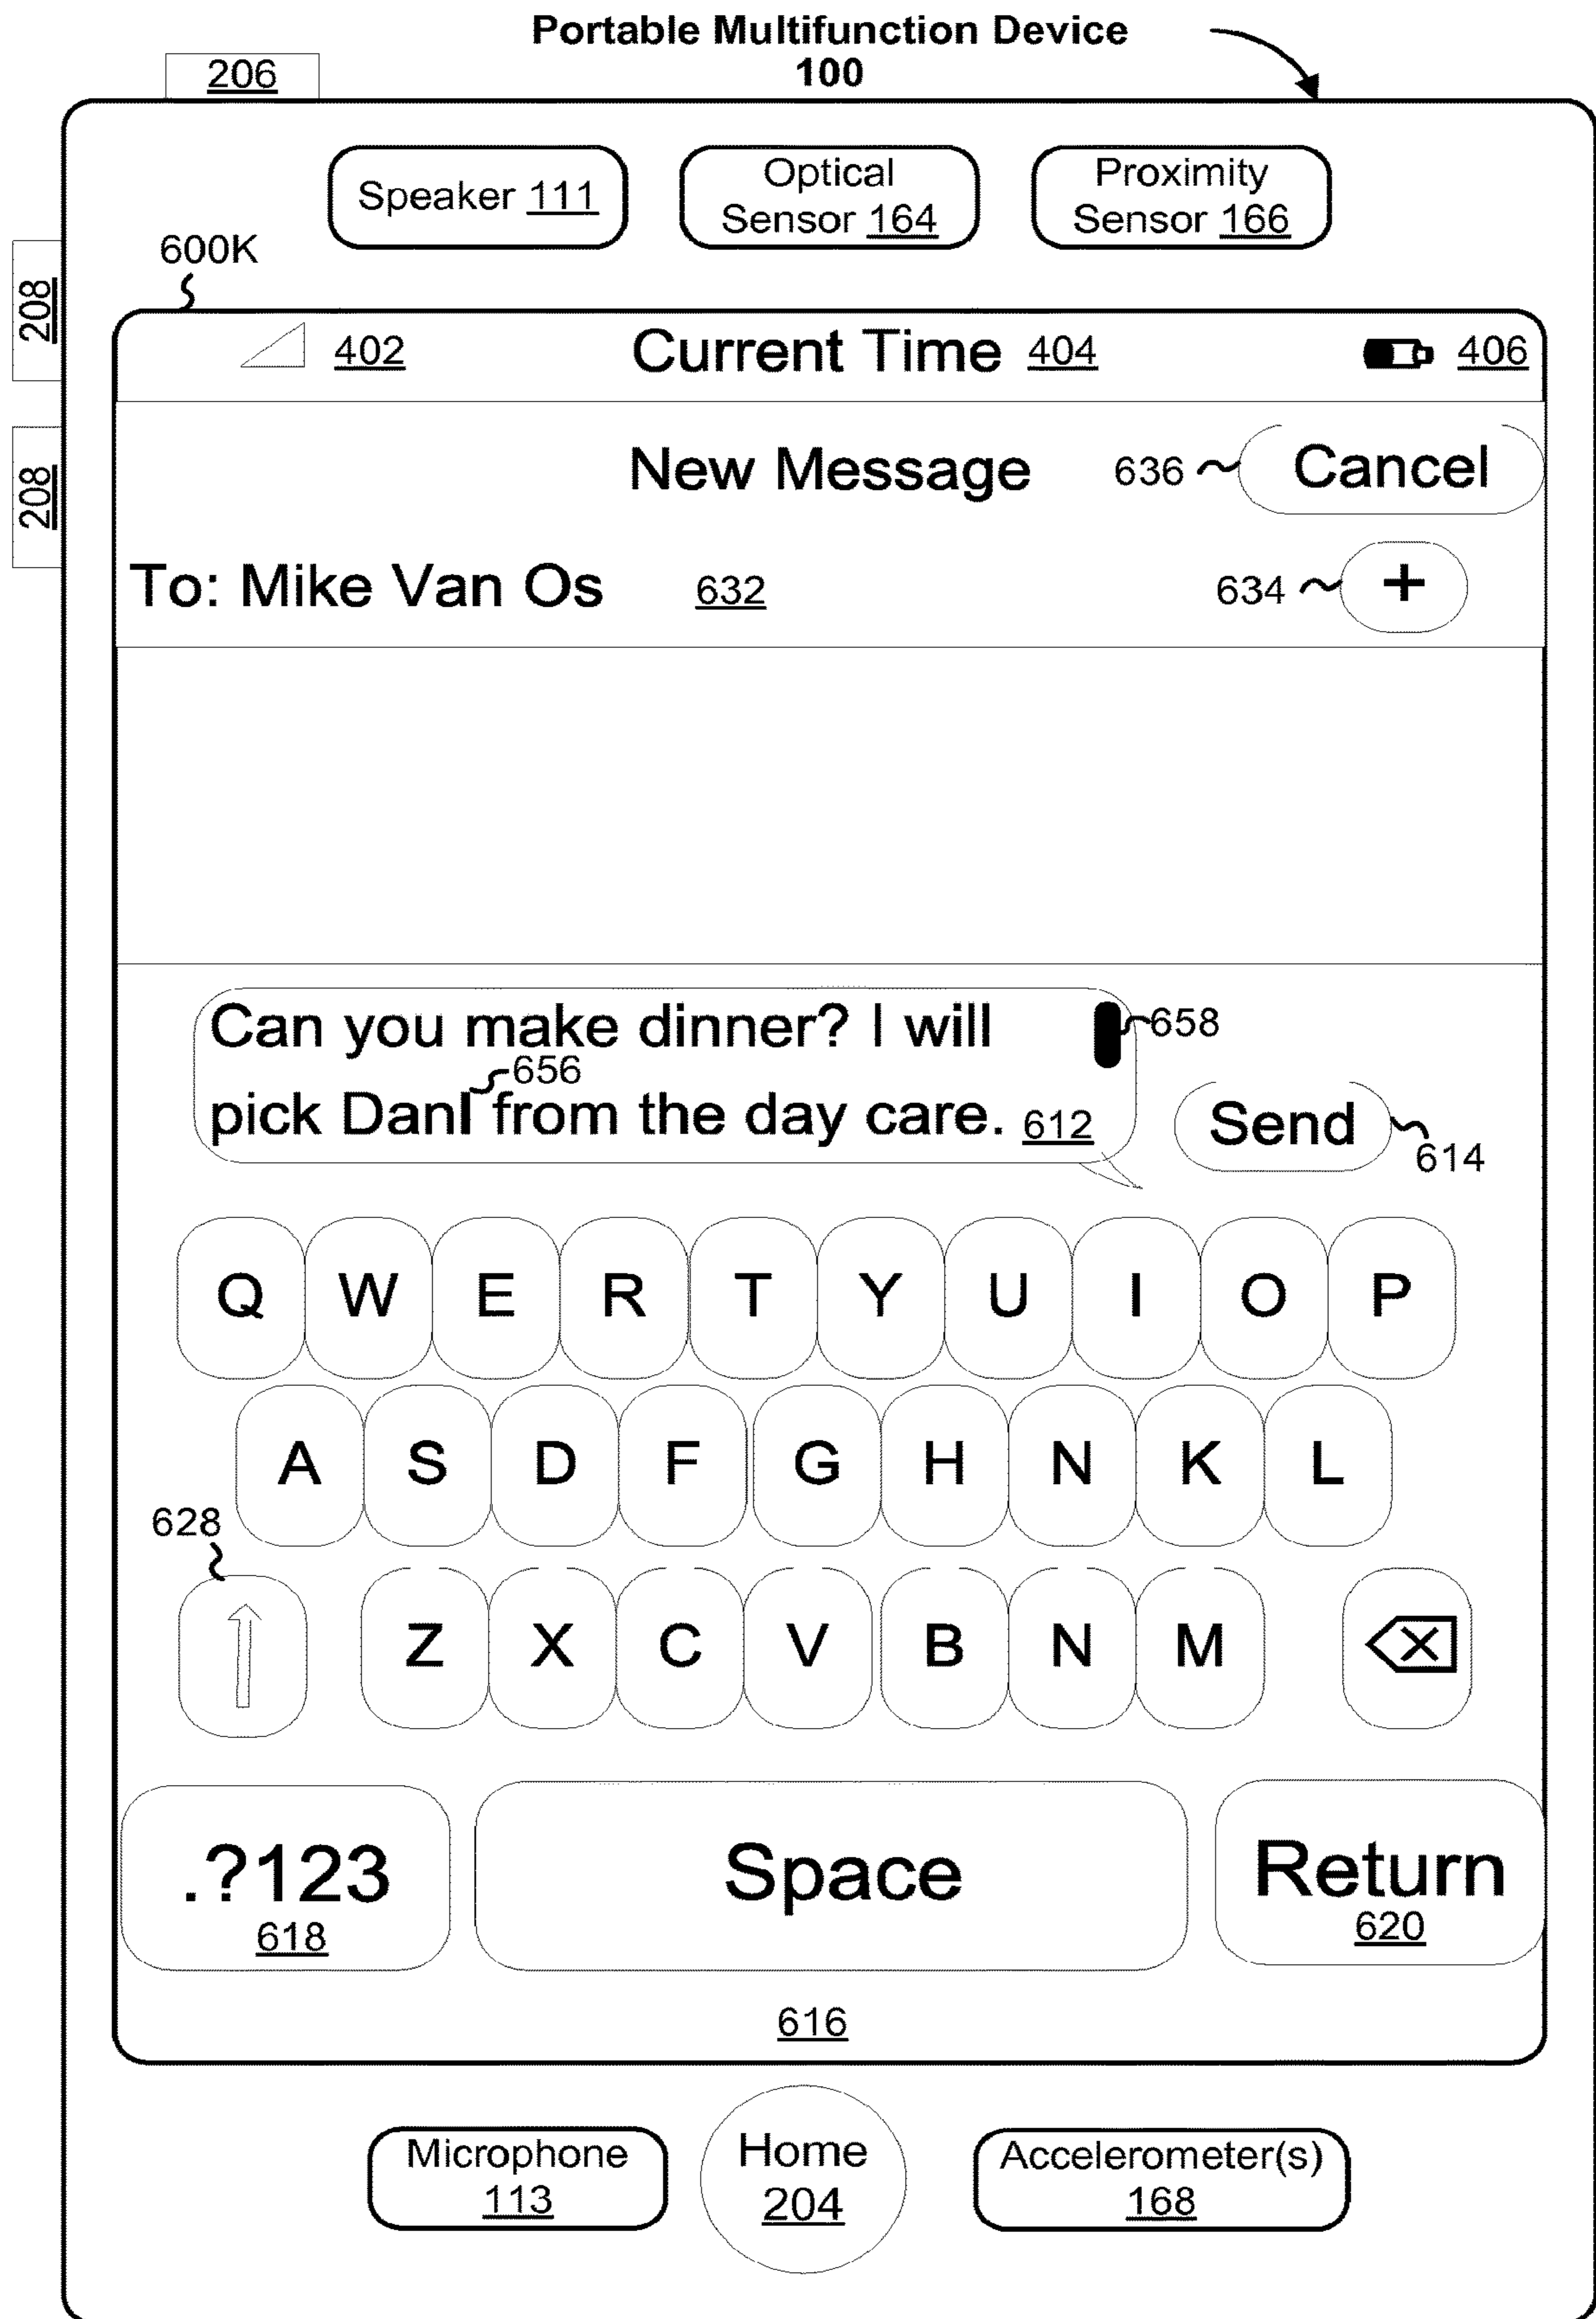 Portable Multifunction Device
100
206
Speaker 111
Optical
Sensor 164
Proximity
Sensor 166
600K
208
208
402
Current Time 404
406
New Message
636
Cancel
To: Mike Van Os 632
634
+
Can you make dinner? I will
658
656
pick Dan from the day care. 612
Send
614
Q W E R T Y U I O P
A S D F G H N K L
628
Z X C V B N M
.?123
618
Space
Return
620
616
Microphone
113
Home
204
Accelerometer(s)
168